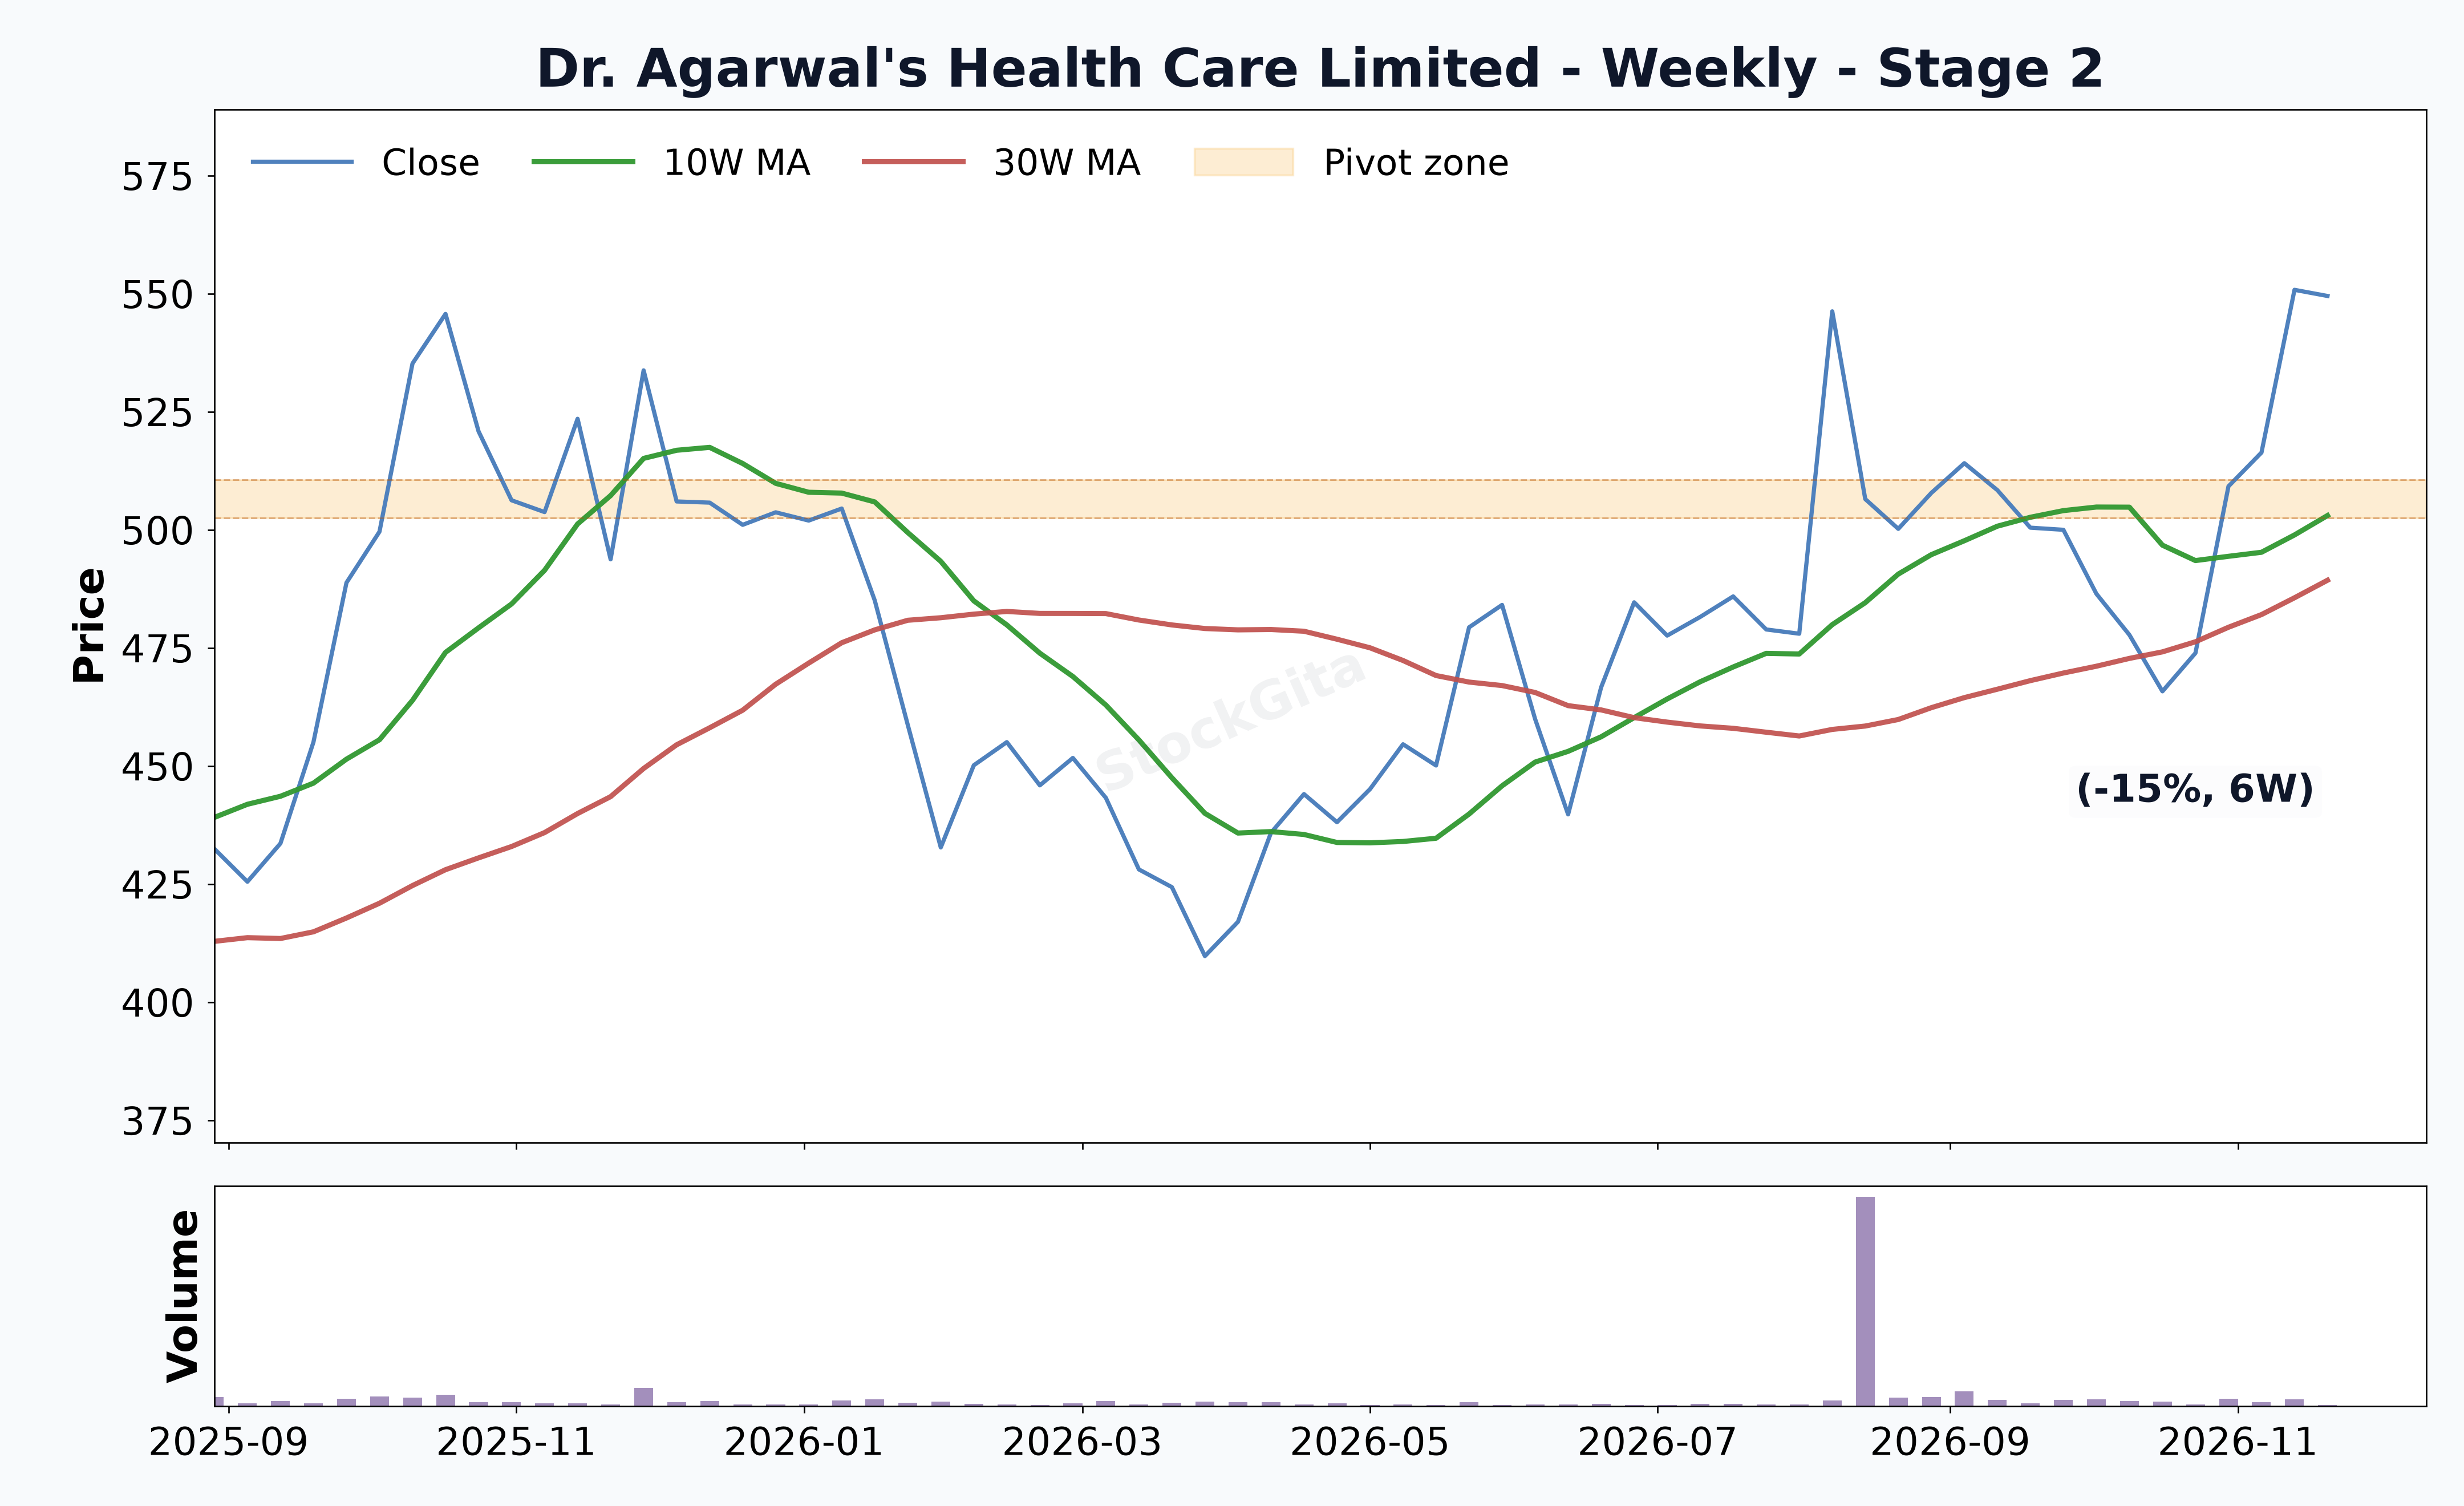 Dr. Agarwal's Health Care Limited - Weekly - Stage 2
Close 10W MA 30W MA Pivot zone
575
550
525
500
475
450
425
400
375
Price
StockGita
(-15%, 6W)
Volume
2025-09 2025-11 2026-01 2026-03 2026-05 2026-07 2026-09 2026-11